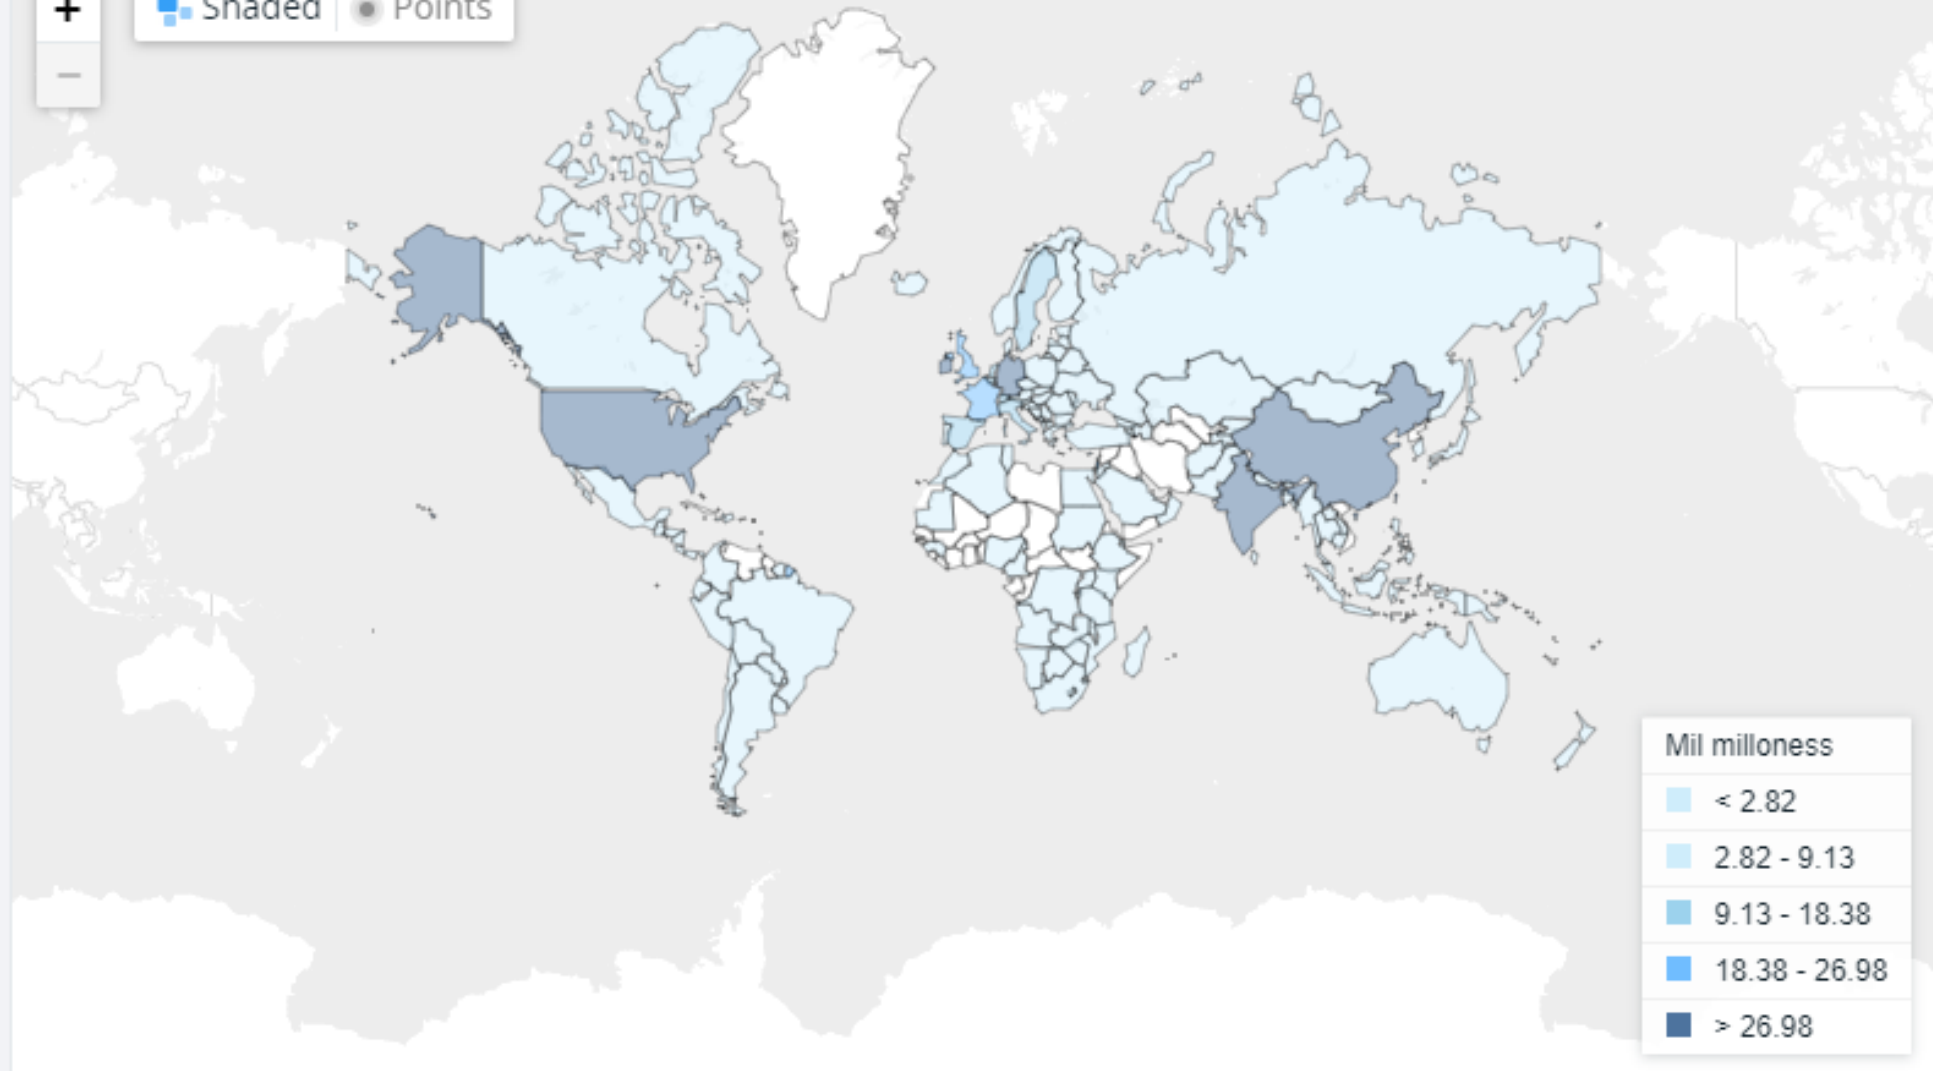 +
Shaded Points
−
Mil milloness
< 2.82
2.82 - 9.13
9.13 - 18.38
18.38 - 26.98
> 26.98